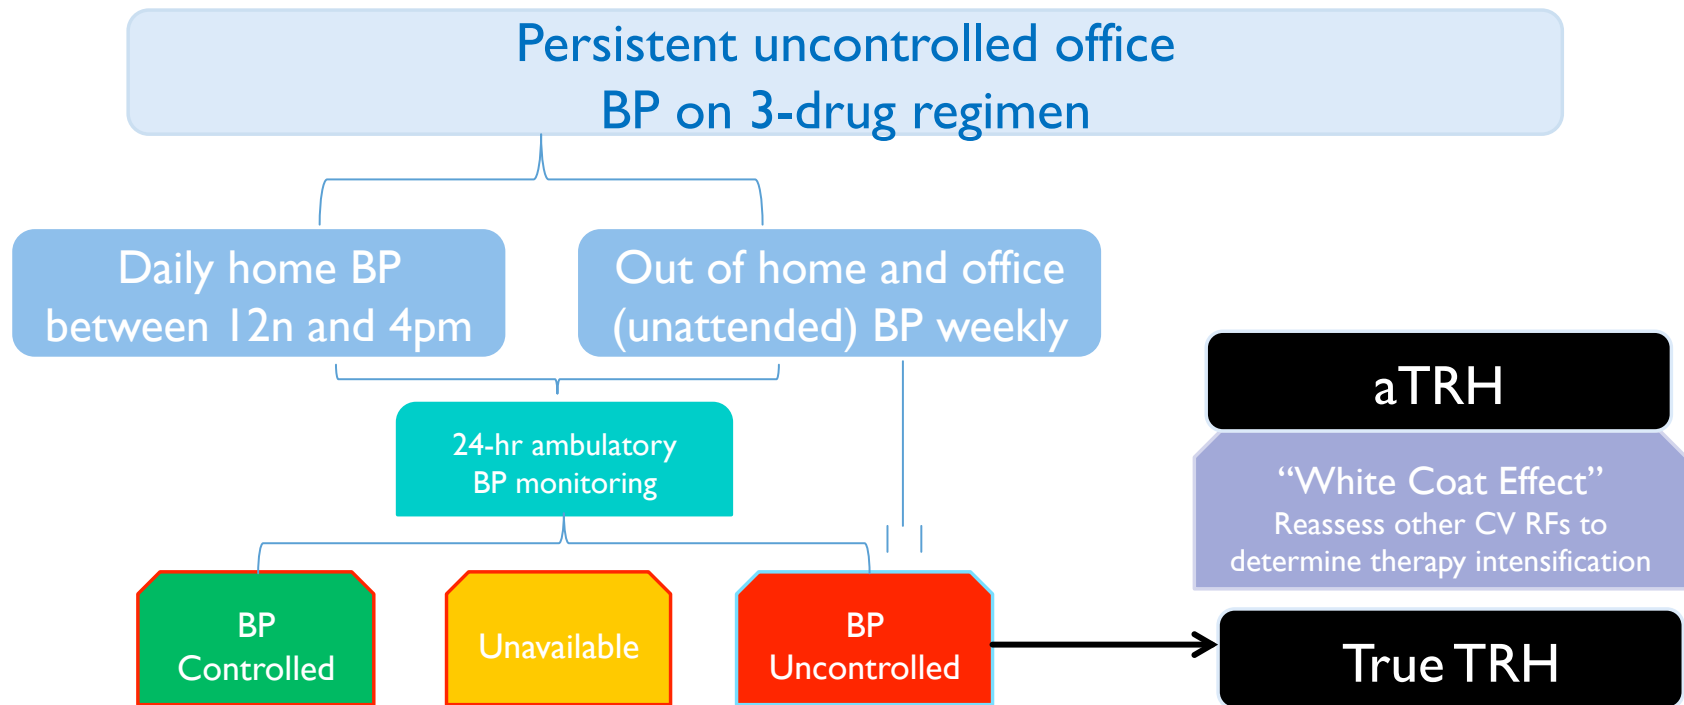 Persistent uncontrolled office
BP on 3-drug regimen
Daily home BP
between 12n and 4pm
Out of home and office
(unattended) BP weekly
24-hr ambulatory
BP monitoring
BP
Controlled
Unavailable
BP
Uncontrolled
aTRH
“White Coat Effect”
Reassess other CV RFs to
determine therapy intensification
True TRH